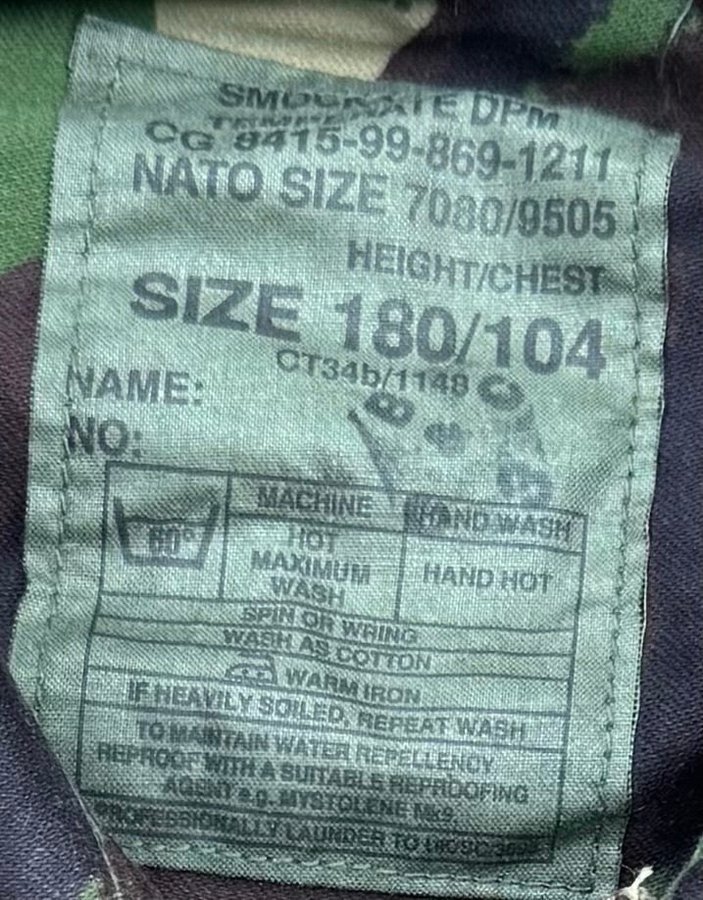 DPM
CG 8415-99-869-1211
NATO SIZE 7080/9505
HEIGHT/CHEST
SIZE 180/104
CT34b/1148
NAME:
NO:
60°
MACHINE
HOT
MAXIMUM
WASH
HAND WASH
HAND HOT
SPIN OR WRING
WASH AS COTTON
WARM IRON
IF HEAVILY SOILED, REPEAT WASH
TO MAINTAIN WATER REPELLENCY
REPROOF WITH A SUITABLE REPROOFING
AGENT e.g. MYSTOLENE Mk9.
PROFESSIONALLY LAUNDER TO